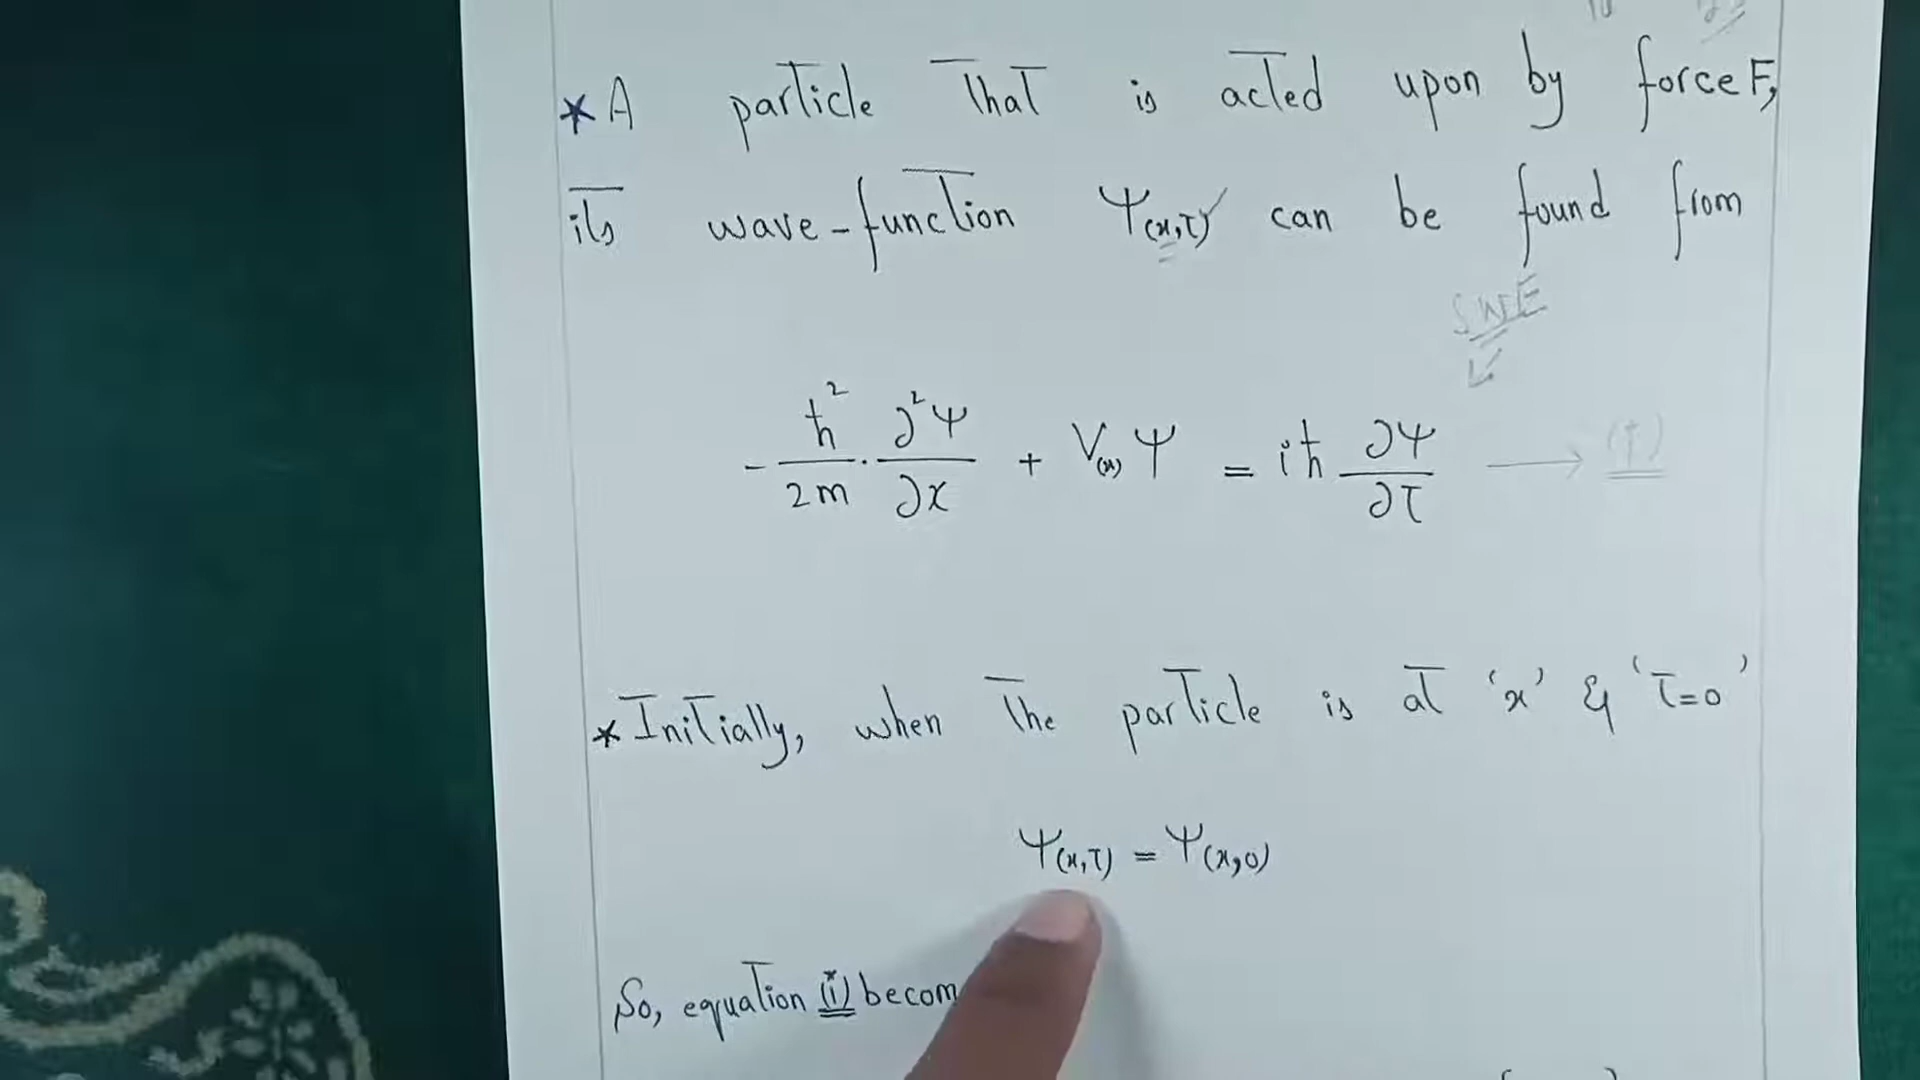 * A particle that is acted upon by force F,
its wave-function Ψ(x,t) can be found from
SWE
-ħ²/2m · ∂²Ψ/∂x + V(x) Ψ = iħ ∂Ψ/∂t → (i)
* Initially, when the particle is at 'x' & 't=0'
Ψ(x,t) = Ψ(x,0)
So, equation (i)